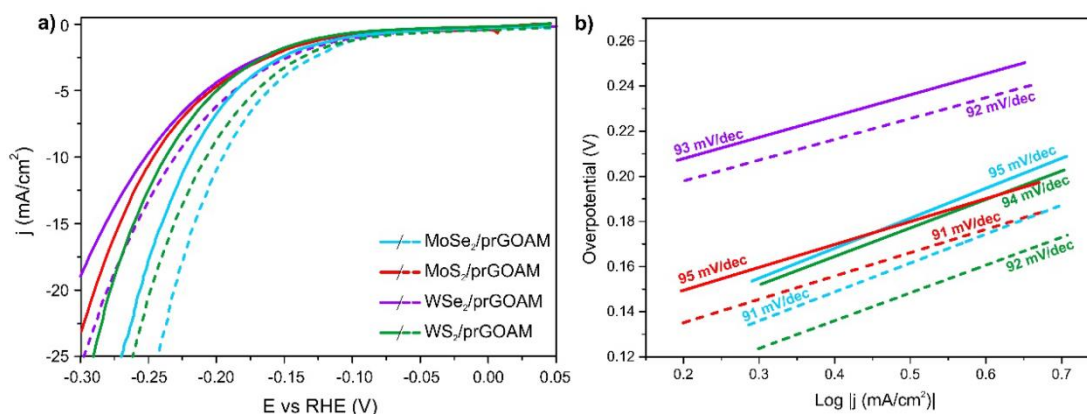 a)
0
-5
-10
-15
-20
-25
j (mA/cm²)
-0.30 -0.25 -0.20 -0.15 -0.10 -0.05 0.00 0.05
E vs RHE (V)
MoSe₂/prGOAM
MoS₂/prGOAM
WSe₂/prGOAM
WS₂/prGOAM
b)
0.26
0.24
0.22
0.20
0.18
0.16
0.14
0.12
Overpotential (V)
93 mV/dec
92 mV/dec
95 mV/dec
94 mV/dec
95 mV/dec
91 mV/dec
91 mV/dec
92 mV/dec
0.2 0.3 0.4 0.5 0.6 0.7
Log |j (mA/cm²)|